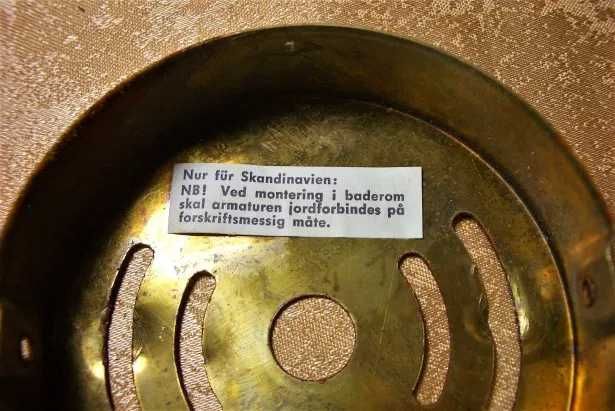 Nur für Skandinavien:
NB! Ved montering i baderom
skal armaturen jordforbindes på
forskriftsmessig måte.